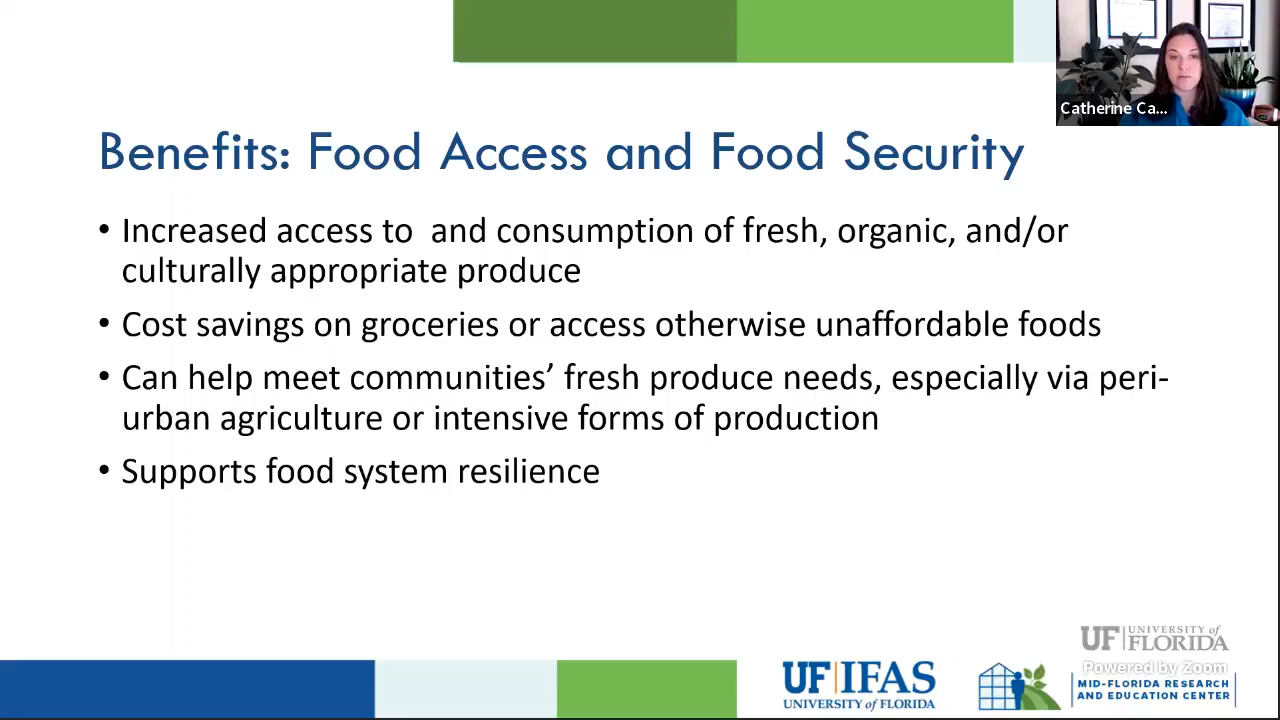 Catherine Ca...
Benefits: Food Access and Food Security
• Increased access to  and consumption of fresh, organic, and/or
culturally appropriate produce
• Cost savings on groceries or access otherwise unaffordable foods
• Can help meet communities’ fresh produce needs, especially via peri-
urban agriculture or intensive forms of production
• Supports food system resilience
UF UNIVERSITY of
FLORIDA
Powered by Zoom
UF IFAS
UNIVERSITY of FLORIDA
MID-FLORIDA RESEARCH
AND EDUCATION CENTER